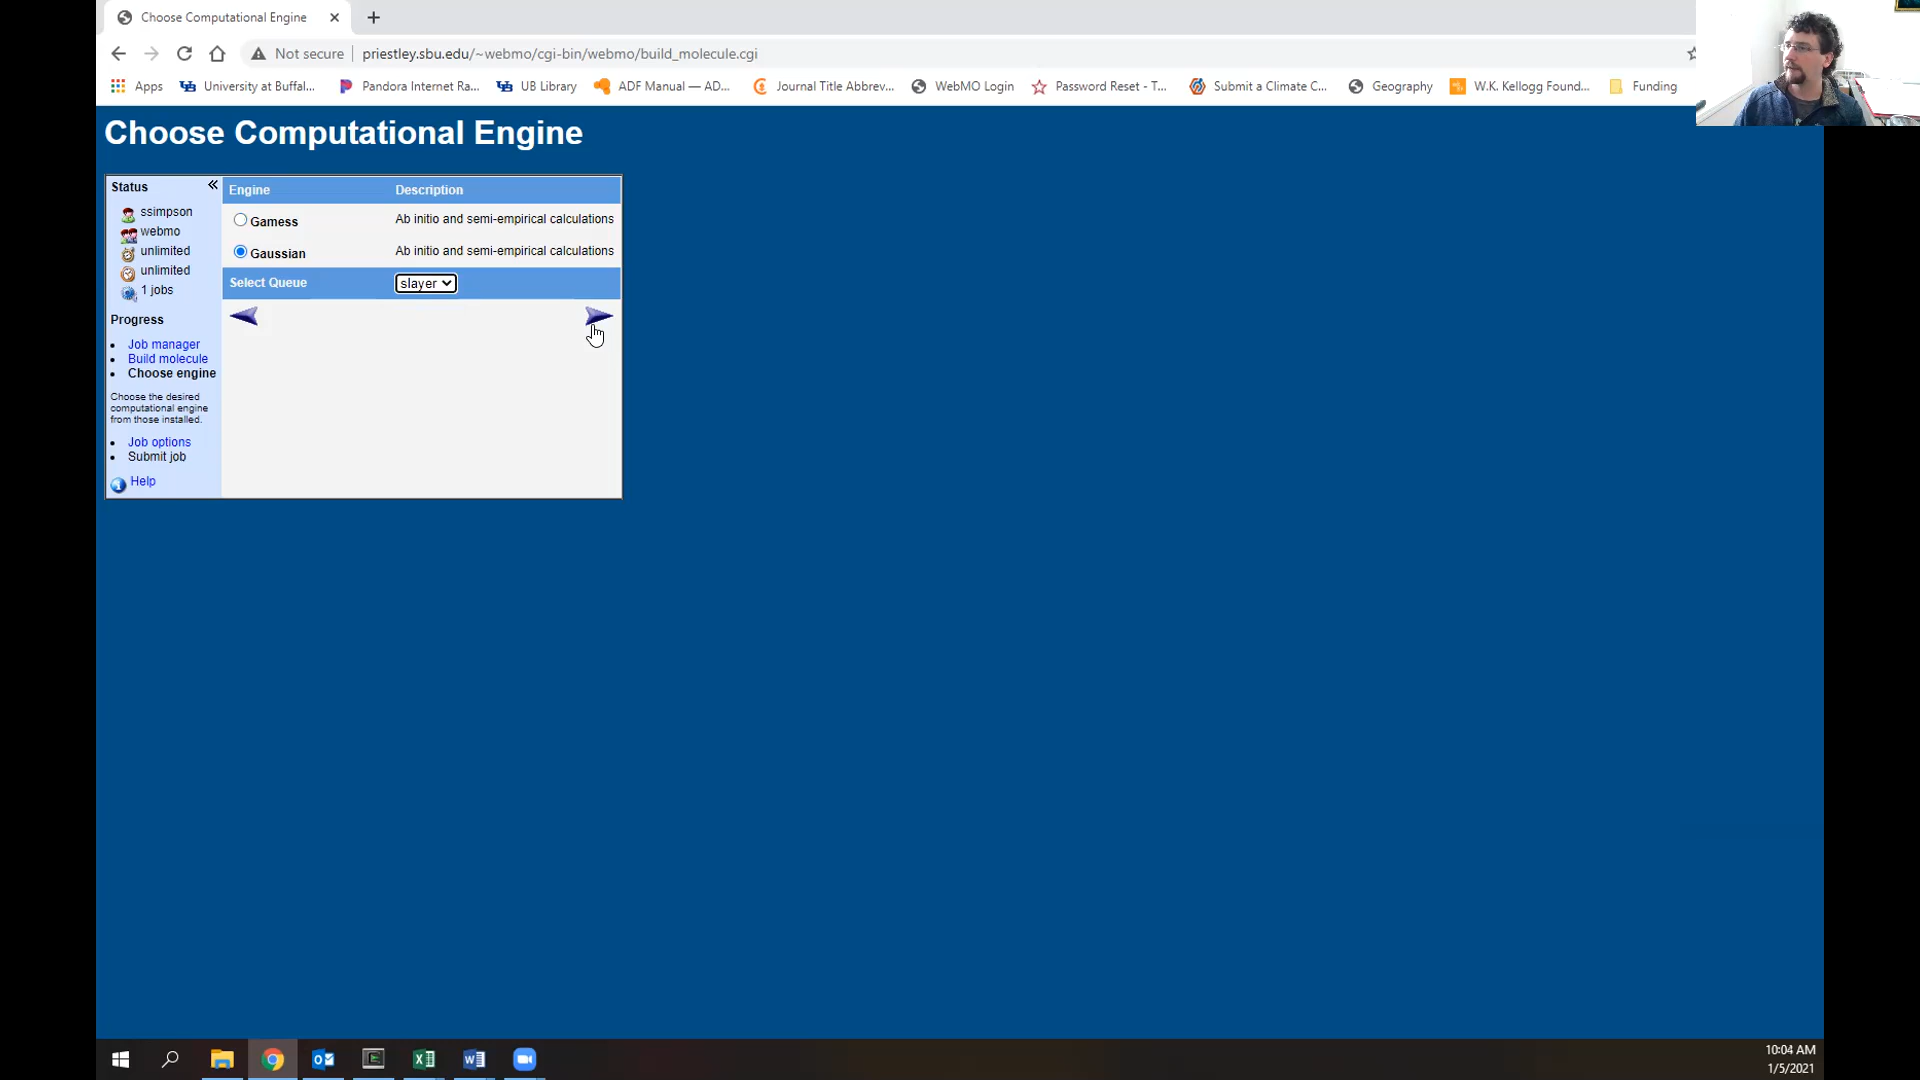 Choose Computational Engine
Not secure
priestley.sbu.edu/~webmo/cgi-bin/webmo/build_molecule.cgi
Apps
University at Buffal...
Pandora Internet Ra...
UB Library
ADF Manual — AD...
Journal Title Abbrev...
WebMO Login
Password Reset - T...
Submit a Climate C...
Geography
W.K. Kellogg Found...
Funding
Choose Computational Engine
Status
ssimpson
webmo
unlimited
unlimited
1 jobs
Progress
Job manager
Build molecule
Choose engine
Choose the desired
computational engine
from those installed.
Job options
Submit job
Help
Engine Description
Gamess Ab initio and semi-empirical calculations
Gaussian Ab initio and semi-empirical calculations
Select Queue slayer
10:04 AM
1/5/2021